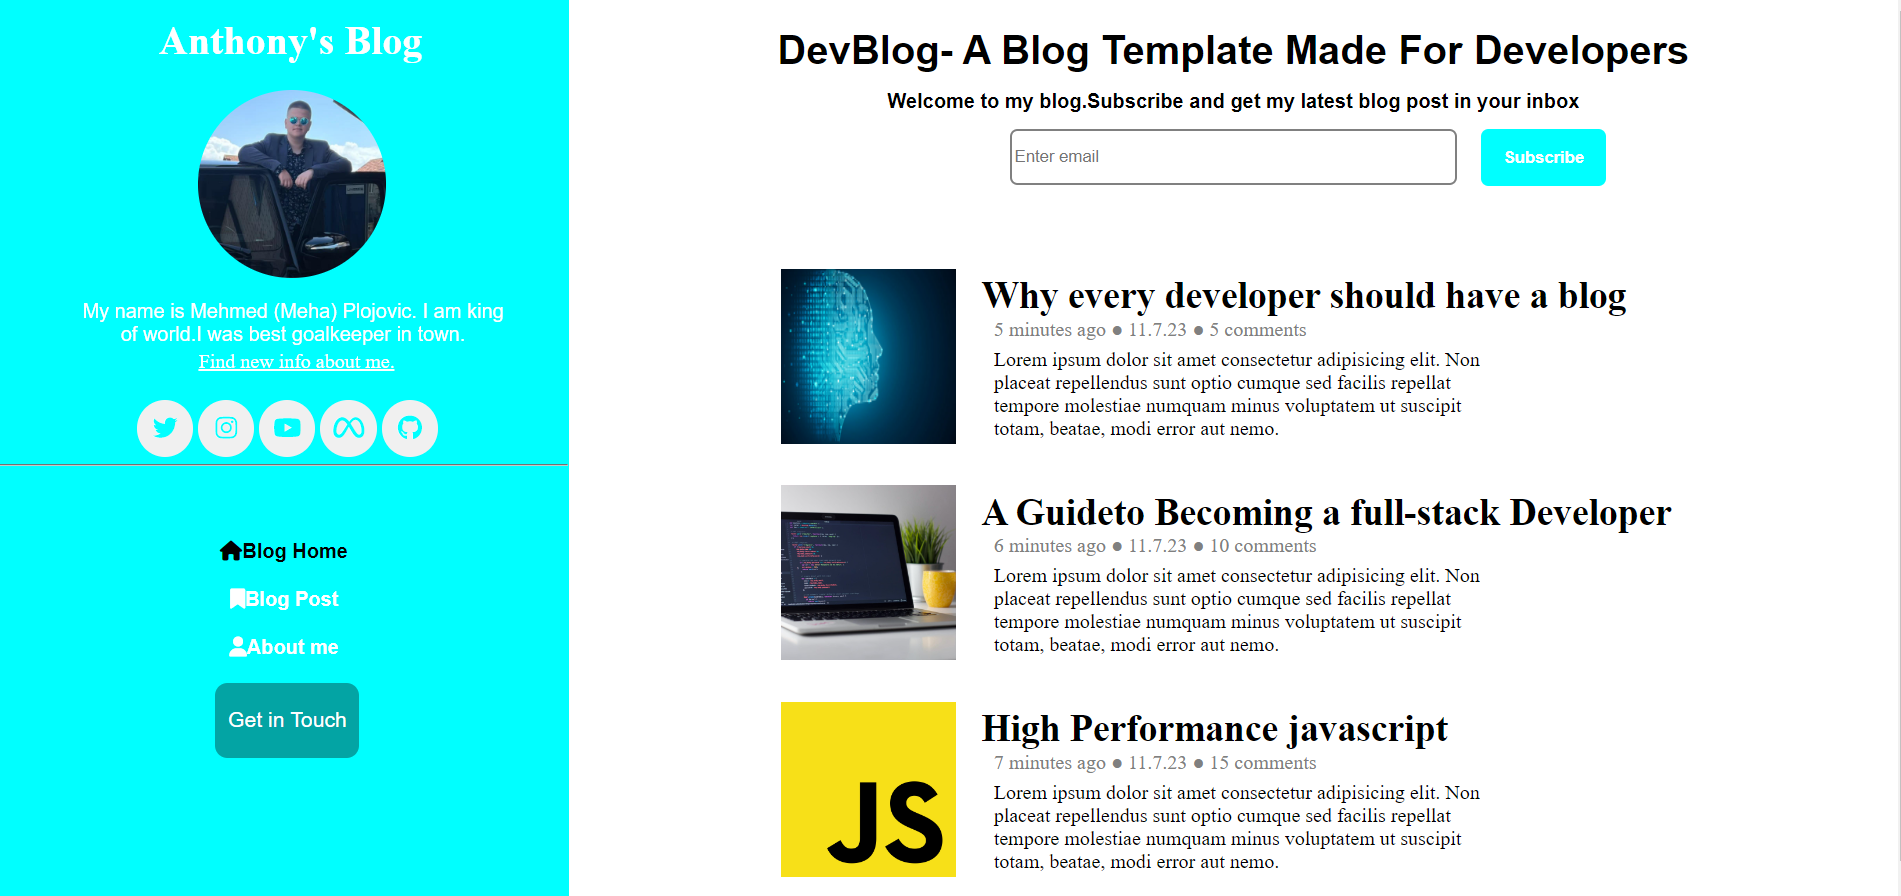 Anthony's Blog
My name is Mehmed (Meha) Plojovic. I am king
of world.I was best goalkeeper in town.
Find new info about me.
Blog Home
Blog Post
About me
Get in Touch
DevBlog- A Blog Template Made For Developers
Welcome to my blog.Subscribe and get my latest blog post in your inbox
Enter email
Subscribe
Why every developer should have a blog
5 minutes ago ● 11.7.23 ● 5 comments
Lorem ipsum dolor sit amet consectetur adipisicing elit. Non
placeat repellendus sunt optio cumque sed facilis repellat
tempore molestiae numquam minus voluptatem ut suscipit
totam, beatae, modi error aut nemo.
A Guideto Becoming a full-stack Developer
6 minutes ago ● 11.7.23 ● 10 comments
Lorem ipsum dolor sit amet consectetur adipisicing elit. Non
placeat repellendus sunt optio cumque sed facilis repellat
tempore molestiae numquam minus voluptatem ut suscipit
totam, beatae, modi error aut nemo.
JS
High Performance javascript
7 minutes ago ● 11.7.23 ● 15 comments
Lorem ipsum dolor sit amet consectetur adipisicing elit. Non
placeat repellendus sunt optio cumque sed facilis repellat
tempore molestiae numquam minus voluptatem ut suscipit
totam, beatae, modi error aut nemo.